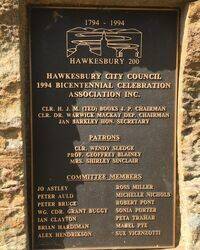 1794 - 1994
HAWKESBURY 200
HAWKESBURY CITY COUNCIL
1994 BICENTENNIAL CELEBRATION
ASSOCIATION INC.
CLR. H. J. M. (TED) BOOKS J. P. CHAIRMAN
CLR. DR. WARWICK MACKAY DEP. CHAIRMAN
JAN BARKLEY HON. SECRETARY
PATRONS
CLR. WENDY SLEDGE
PROF. GEOFFREY BLAINEY
MRS. SHIRLEY SINCLAIR
COMMITTEE MEMBERS
JO ASTLEY ROSS MILLER
PETER AULD MICHELLE NICHOLS
PETER BRUCE ROBERT PONT
WG. CDR. GRANT BUGGY SONIA PORTER
IAN CLAYTON PETA TRAHAR
BRIAN HARDIMAN MABEL PYE
ALEX HENDRIKSON SUE VICENZOTTI